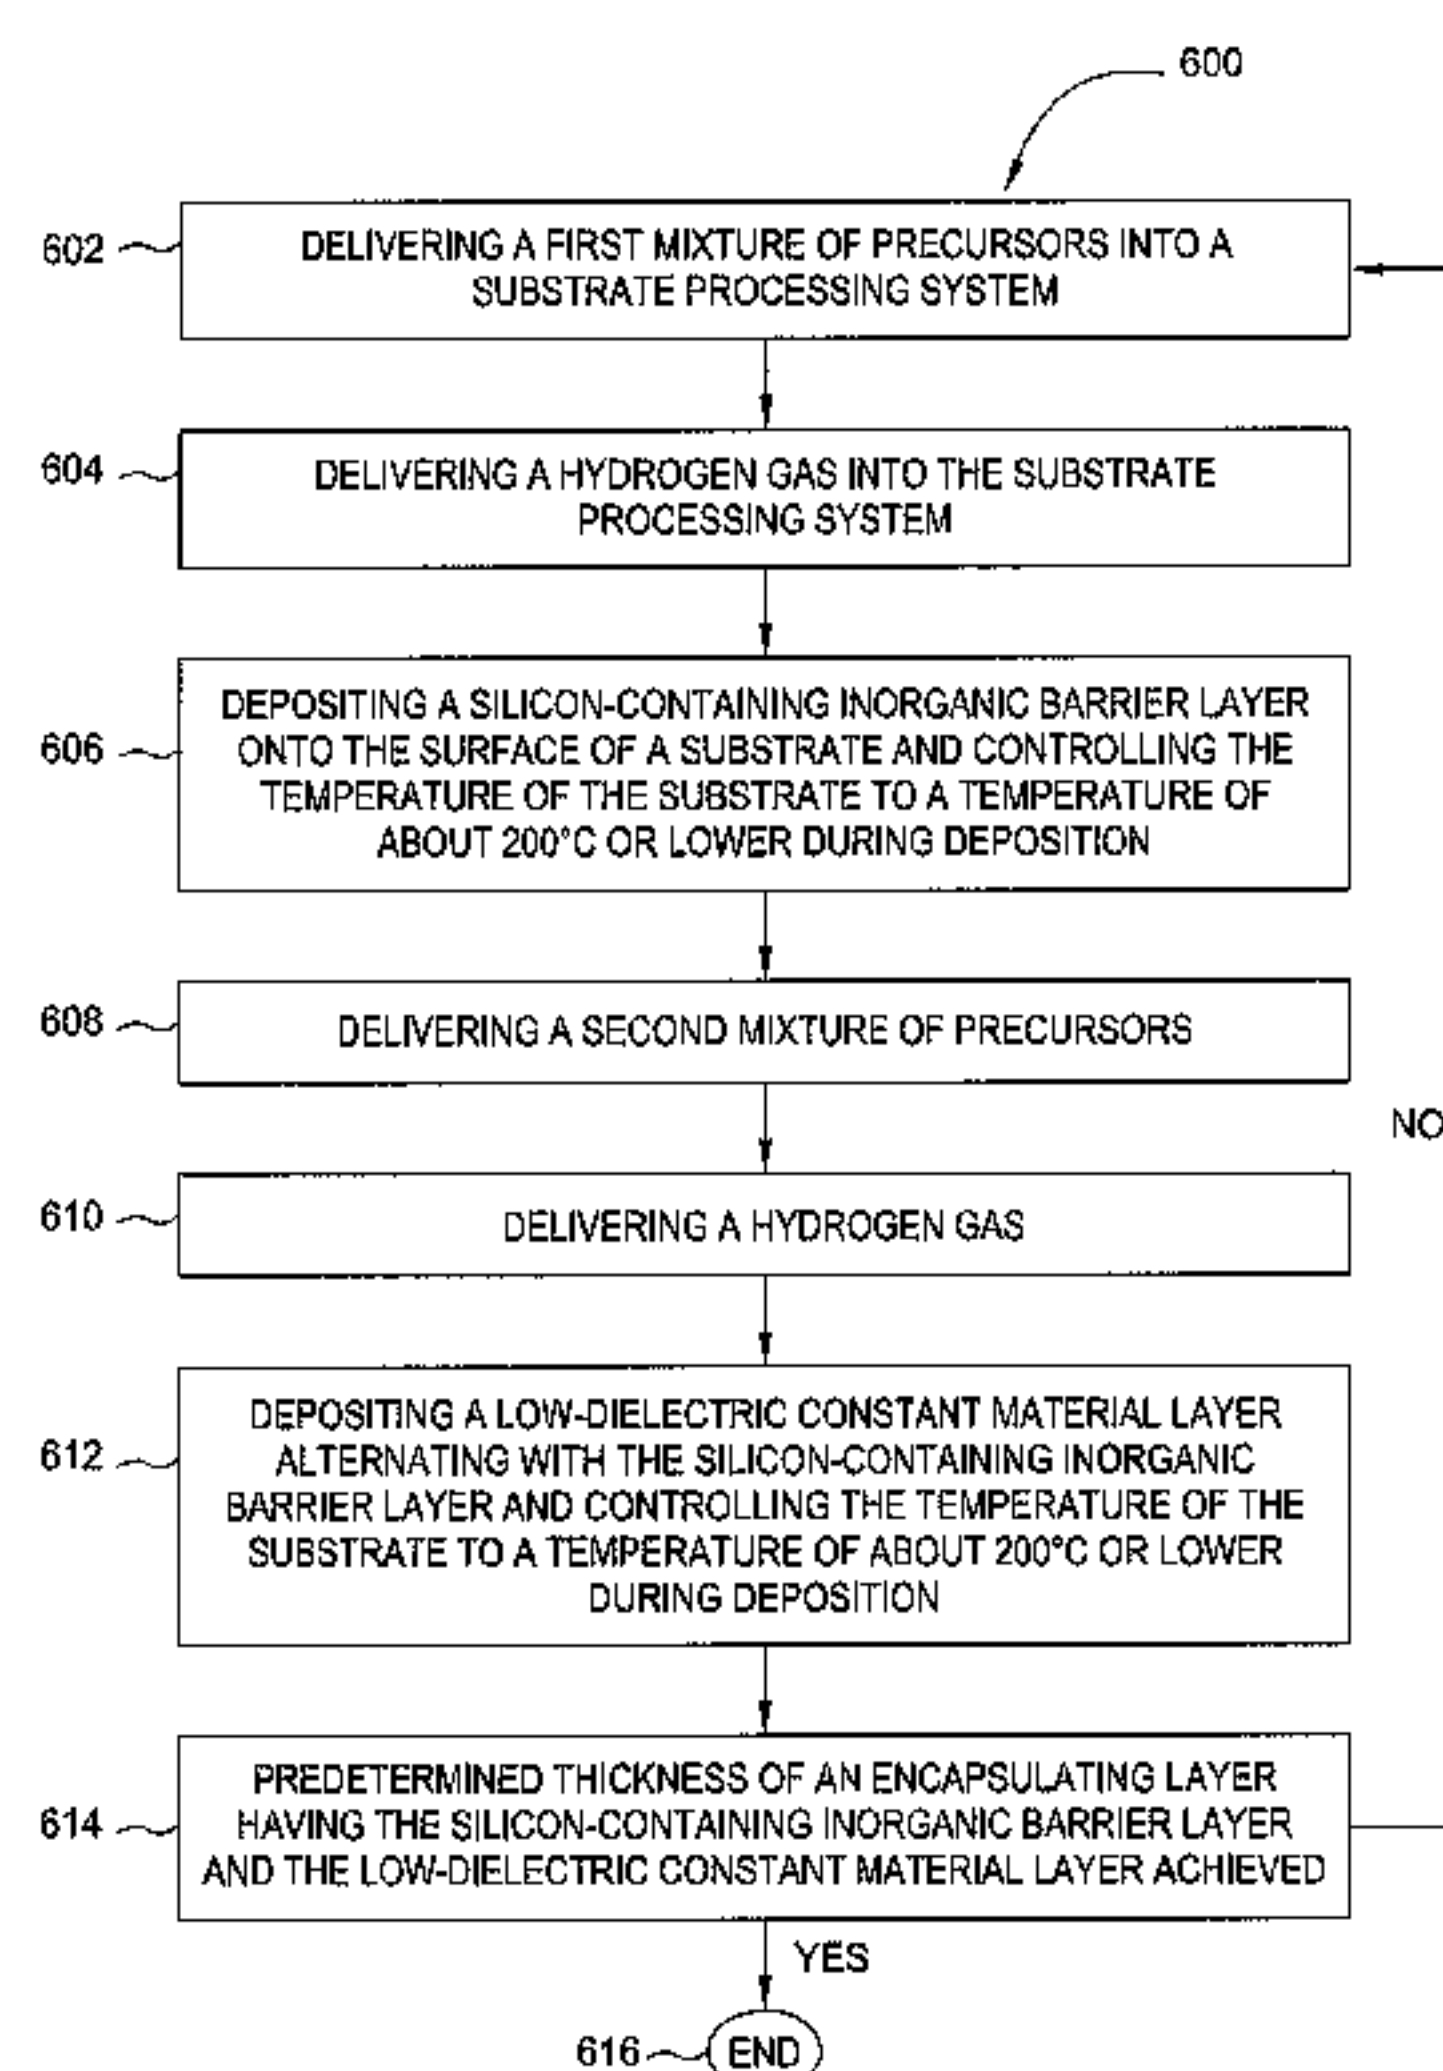 600
602
DELIVERING A FIRST MIXTURE OF PRECURSORS INTO A
SUBSTRATE PROCESSING SYSTEM
604
DELIVERING A HYDROGEN GAS INTO THE SUBSTRATE
PROCESSING SYSTEM
606
DEPOSITING A SILICON-CONTAINING INORGANIC BARRIER LAYER
ONTO THE SURFACE OF A SUBSTRATE AND CONTROLLING THE
TEMPERATURE OF THE SUBSTRATE TO A TEMPERATURE OF
ABOUT 200°C OR LOWER DURING DEPOSITION
608
DELIVERING A SECOND MIXTURE OF PRECURSORS
NO
610
DELIVERING A HYDROGEN GAS
612
DEPOSITING A LOW-DIELECTRIC CONSTANT MATERIAL LAYER
ALTERNATING WITH THE SILICON-CONTAINING INORGANIC
BARRIER LAYER AND CONTROLLING THE TEMPERATURE OF THE
SUBSTRATE TO A TEMPERATURE OF ABOUT 200°C OR LOWER
DURING DEPOSITION
614
PREDETERMINED THICKNESS OF AN ENCAPSULATING LAYER
HAVING THE SILICON-CONTAINING INORGANIC BARRIER LAYER
AND THE LOW-DIELECTRIC CONSTANT MATERIAL LAYER ACHIEVED
YES
616
END